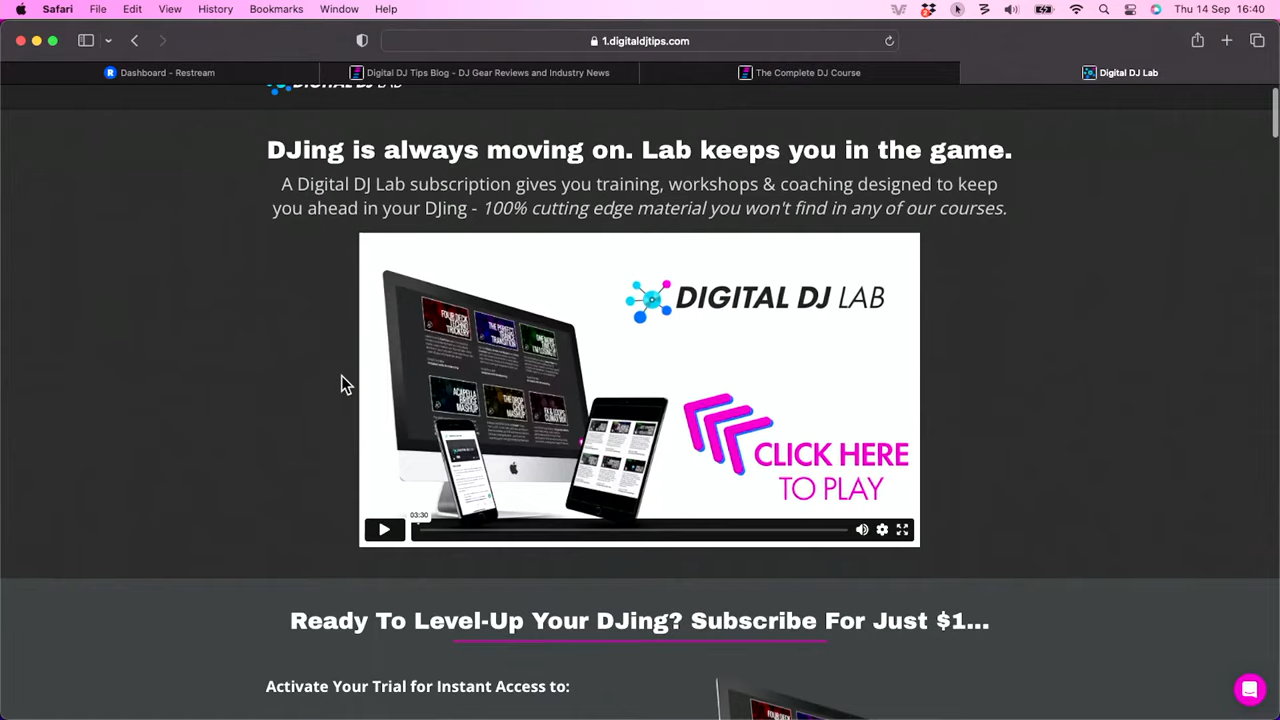 Safari File Edit View History Bookmarks Window Help Thu 14 Sep 16:40
1.digitaldjtips.com
Dashboard - Restream Digital DJ Tips Blog - DJ Gear Reviews and Industry News The Complete DJ Course Digital DJ Lab
DJing is always moving on. Lab keeps you in the game.
A Digital DJ Lab subscription gives you training, workshops & coaching designed to keep
you ahead in your DJing - 100% cutting edge material you won't find in any of our courses.
DIGITAL DJ LAB
CLICK HERE
TO PLAY
03:30
Ready To Level-Up Your DJing? Subscribe For Just $1...
Activate Your Trial for Instant Access to: